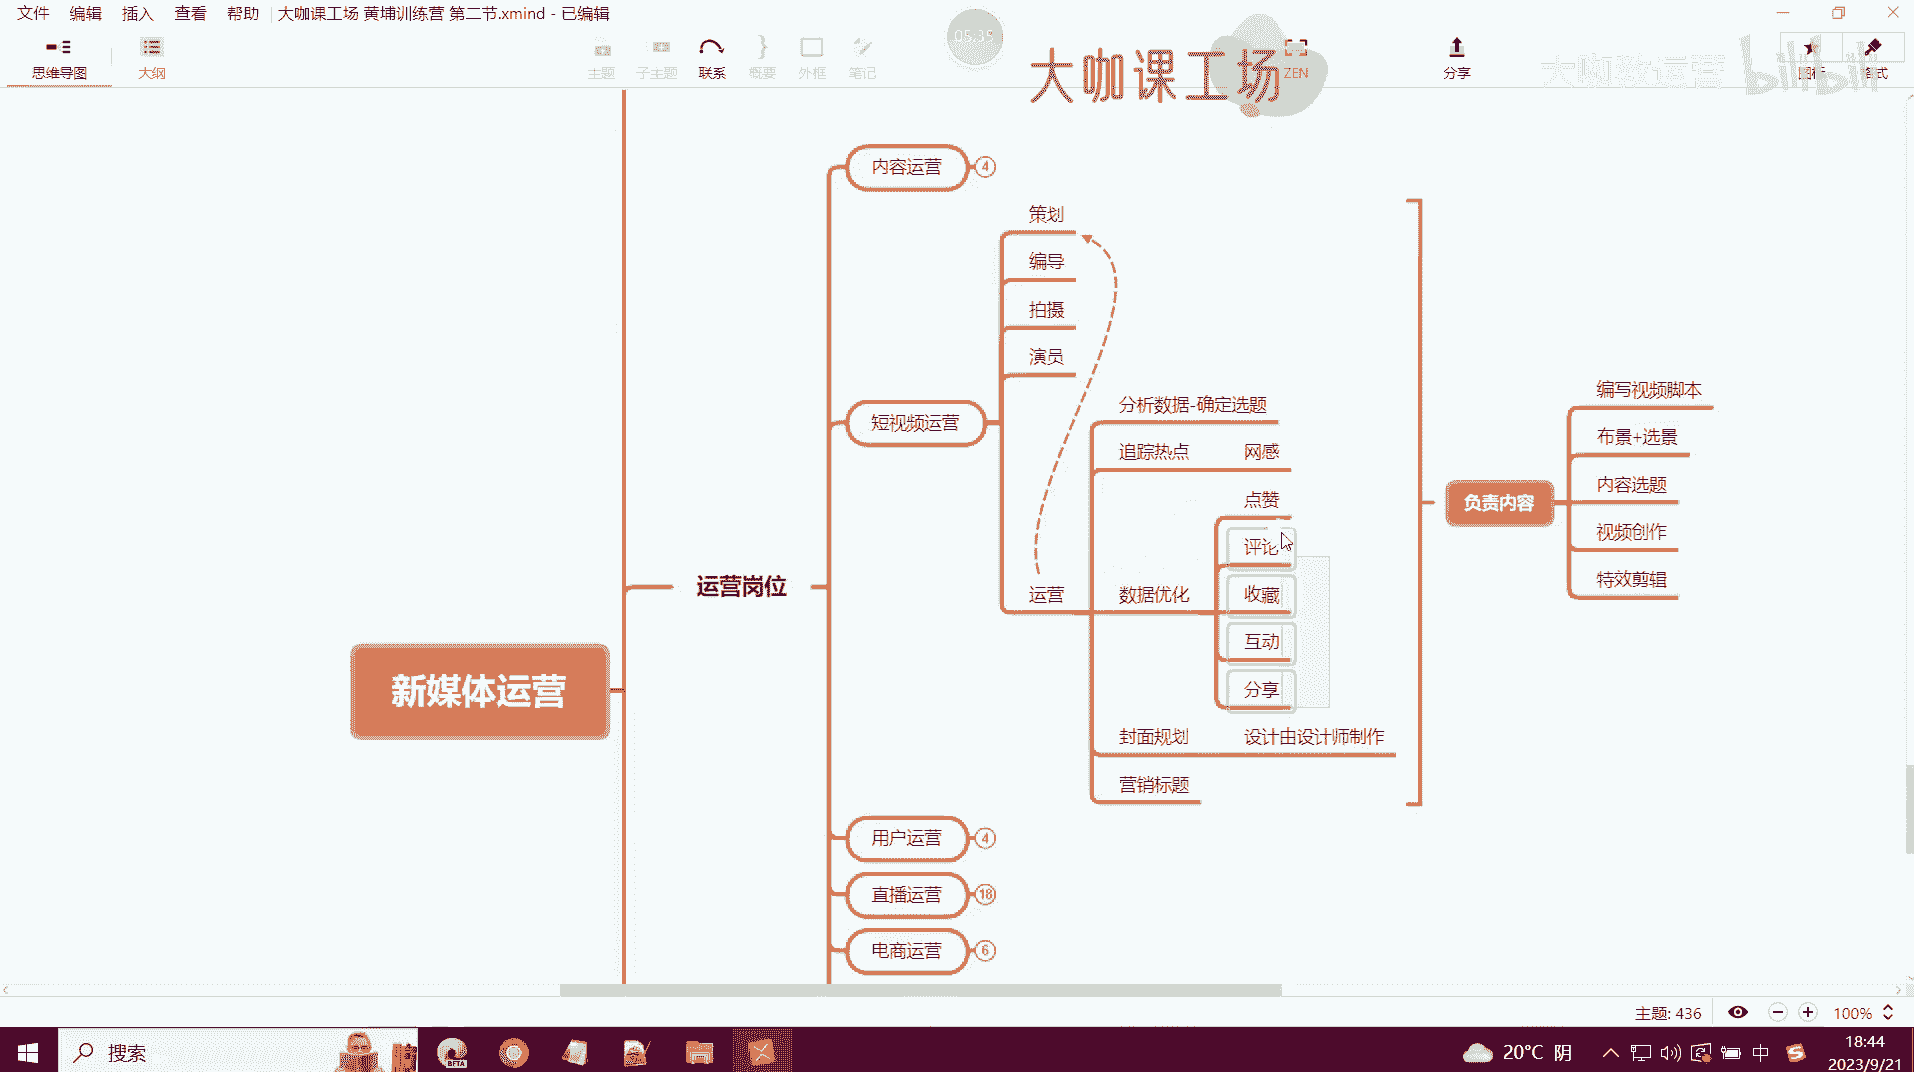 文件 编辑 插入 查看 帮助 大咖课工场 黄埔训练营 第二节.xmind - 已编辑
思维导图 大纲 主题 子主题 联系 概要 外框 笔记 ZEN 分享 图标 格式
05:35
大咖课工场
大咖数运营 bilibili
内容运营 4
策划
编导
拍摄
演员
短视频运营
分析数据-确定选题
追踪热点 网感
点赞
评论
收藏
互动
分享
运营 数据优化
封面规划 设计由设计师制作
营销标题
负责内容
编写视频脚本
布景+选景
内容选题
视频创作
特效剪辑
运营岗位
新媒体运营
用户运营 4
直播运营 18
电商运营 6
主题: 436 100%
搜索
BETA
20°C 阴
中
18:44
2023/9/21